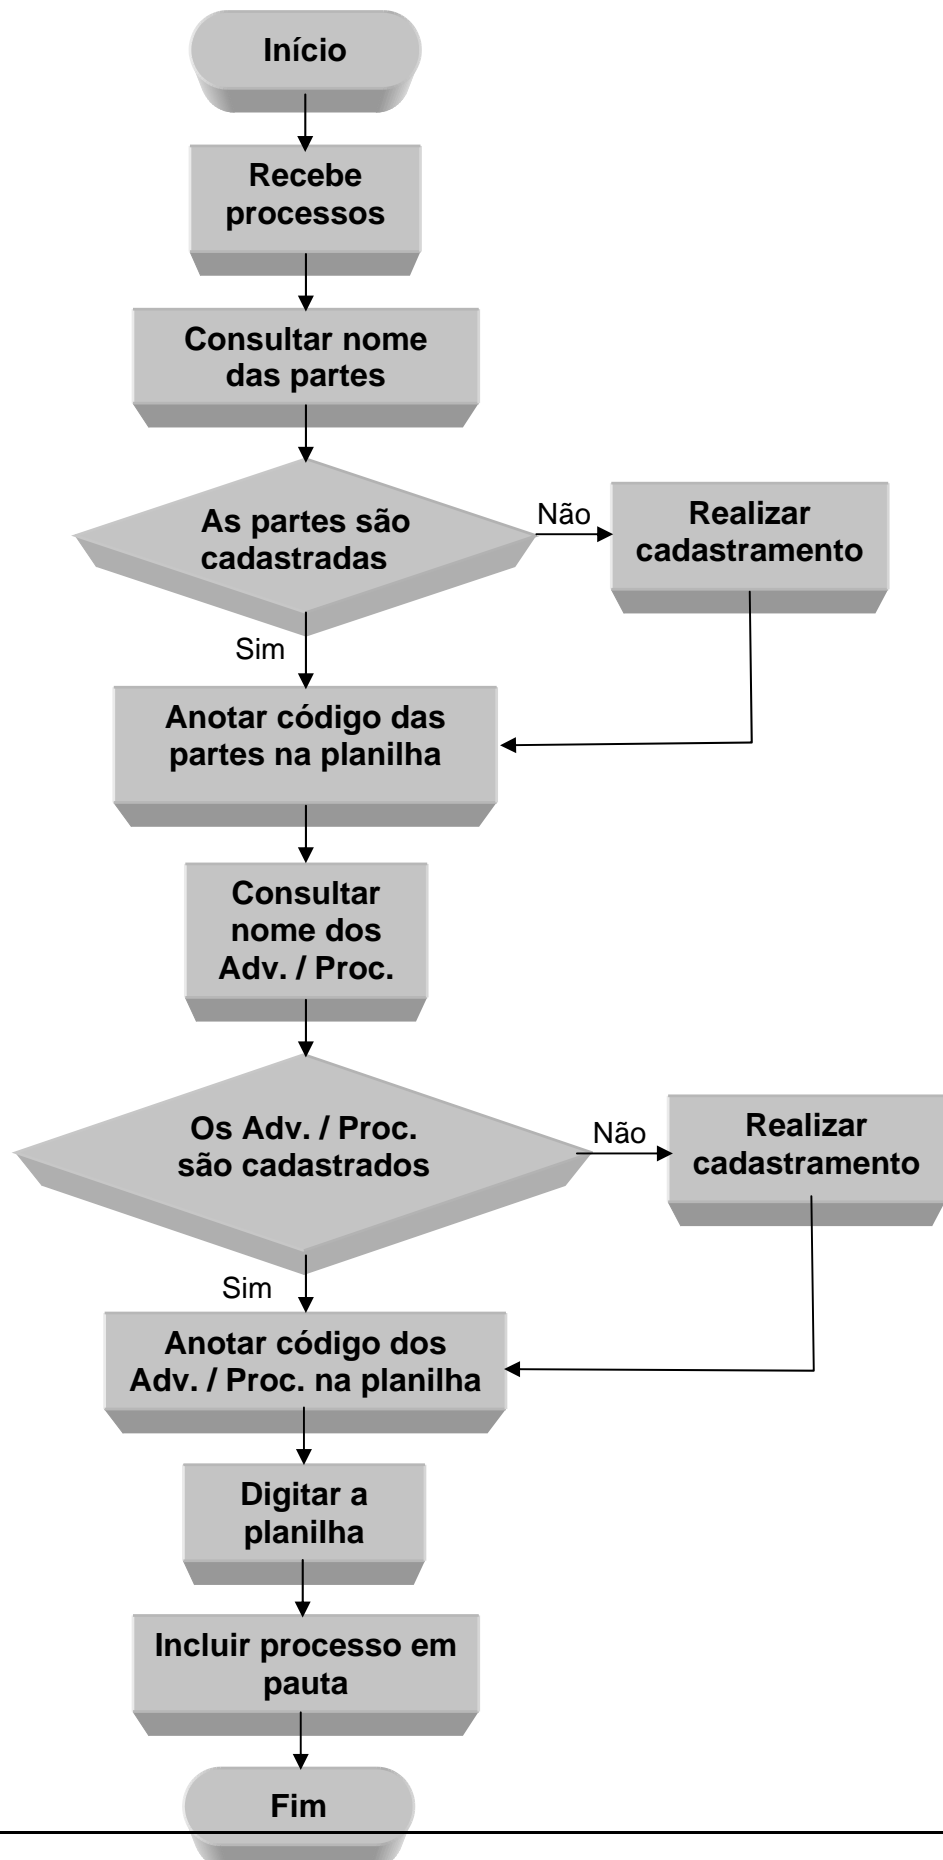 Início
Recebe
processos
Consultar nome
das partes
As partes são
cadastradas
Não
Realizar
cadastramento
Sim
Anotar código das
partes na planilha
Consultar
nome dos
Adv. / Proc.
Os Adv. / Proc.
são cadastrados
Não
Realizar
cadastramento
Sim
Anotar código dos
Adv. / Proc. na planilha
Digitar a
planilha
Incluir processo em
pauta
Fim